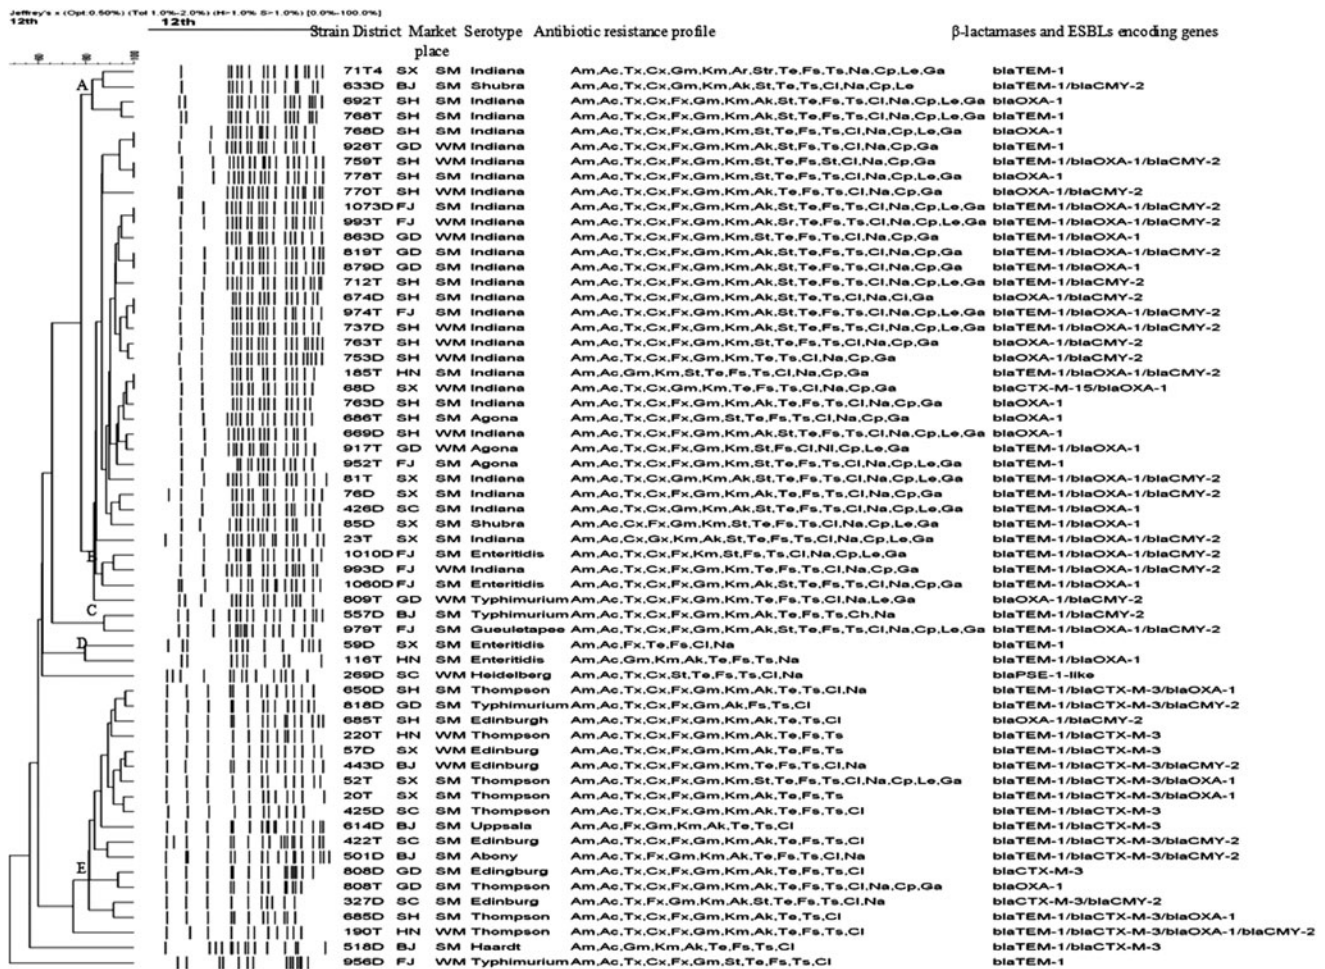 Jeffrey's x (Opt:0.50%) (Tol 1.0%-2.0%) (H>1.0% S>1.0%) [0.0%-100.0%]
12th 12th
Strain District Market place Serotype Antibiotic resistance profile β-lactamases and ESBLs encoding genes
60 80 100
A
71T4 SX SM Indiana Am,Ac,Tx,Cx,Gm,Km,Ar,Str,Te,Fs,Ts,Na,Cp,Le,Ga blaTEM-1
633D BJ SM Shubra Am,Ac,Tx,Cx,Gm,Km,Ak,St,Te,Fs,Ts,Cl,Na,Cp,Le blaTEM-1/blaCMY-2
692T SH SM Indiana Am,Ac,Tx,Cx,Fx,Gm,Km,Ak,St,Te,Fs,Ts,Cl,Na,Cp,Le,Ga blaOXA-1
768T SH SM Indiana Am,Ac,Tx,Cx,Fx,Gm,Km,Ak,St,Te,Fs,Ts,Cl,Na,Cp,Le,Ga blaTEM-1
768D SH SM Indiana Am,Ac,Tx,Cx,Fx,Gm,Km,St,Te,Fs,Ts,Cl,Na,Cp,Le,Ga blaOXA-1
926T GD WM Indiana Am,Ac,Tx,Cx,Fx,Gm,Km,Ak,St,Te,Fs,Ts,Cl,Na,Cp,Ga blaTEM-1
759T SH WM Indiana Am,Ac,Tx,Cx,Fx,Gm,Km,St,Te,Fs,St,Cl,Na,Cp,Ga blaTEM-1/blaOXA-1/blaCMY-2
778T SH SM Indiana Am,Ac,Tx,Cx,Fx,Gm,Km,St,Te,Fs,Ts,Cl,Na,Cp,Le,Ga blaOXA-1
770T SH WM Indiana Am,Ac,Tx,Cx,Fx,Gm,Km,Ak,Te,Fs,Ts,Cl,Na,Cp,Ga blaOXA-1/blaCMY-2
1073D FJ SM Indiana Am,Ac,Tx,Cx,Fx,Gm,Km,Ak,St,Te,Fs,Ts,Cl,Na,Cp,Le,Ga blaTEM-1/blaOXA-1/blaCMY-2
993T FJ WM Indiana Am,Ac,Tx,Cx,Fx,Gm,Km,Ak,Sr,Te,Fs,Ts,Cl,Na,Cp,Le,Ga blaTEM-1/blaOXA-1/blaCMY-2
863D GD WM Indiana Am,Ac,Tx,Cx,Fx,Gm,Km,St,Te,Fs,Ts,Cl,Na,Cp,Ga blaTEM-1/blaOXA-1
819T GD SM Indiana Am,Ac,Tx,Cx,Fx,Gm,Km,Ak,St,Te,Fs,Ts,Cl,Na,Cp,Ga blaTEM-1/blaOXA-1/blaCMY-2
879D GD SM Indiana Am,Ac,Tx,Cx,Fx,Gm,Km,Ak,St,Te,Fs,Ts,Cl,Na,Cp,Ga blaTEM-1/blaOXA-1
712T SH SM Indiana Am,Ac,Tx,Cx,Fx,Gm,Km,Ak,St,Te,Fs,Ts,Cl,Na,Cp,Le,Ga blaTEM-1/blaCMY-2
674D SH SM Indiana Am,Ac,Tx,Cx,Fx,Gm,Km,Ak,St,Te,Ts,Cl,Na,Cl,Ga blaOXA-1/blaCMY-2
974T FJ SM Indiana Am,Ac,Tx,Cx,Fx,Gm,Km,Ak,St,Te,Fs,Ts,Cl,Na,Cp,Le,Ga blaTEM-1/blaOXA-1/blaCMY-2
737D SH WM Indiana Am,Ac,Tx,Cx,Fx,Gm,Km,Ak,St,Te,Fs,Ts,Cl,Na,Cp,Le,Ga blaTEM-1/blaOXA-1/blaCMY-2
763T SH WM Indiana Am,Ac,Tx,Cx,Fx,Gm,Km,St,Te,Fs,Ts,Cl,Na,Cp,Ga blaOXA-1/blaCMY-2
753D SH WM Indiana Am,Ac,Tx,Cx,Fx,Gm,Km,Te,Ts,Cl,Na,Cp,Ga blaOXA-1/blaCMY-2
185T HN SM Indiana Am,Ac,Gm,Km,St,Te,Fs,Ts,Cl,Na,Cp,Ga blaTEM-1/blaOXA-1/blaCMY-2
68D SX WM Indiana Am,Ac,Tx,Cx,Gm,Km,Te,Fs,Ts,Cl,Na,Cp,Ga blaCTX-M-15/blaOXA-1
763D SH SM Indiana Am,Ac,Tx,Cx,Fx,Gm,Km,Ak,Te,Fs,Ts,Cl,Na,Cp,Ga blaOXA-1
686T SH SM Agona Am,Ac,Tx,Cx,Fx,Gm,St,Te,Fs,Ts,Cl,Na,Cp,Ga blaOXA-1
669D SH WM Indiana Am,Ac,Tx,Cx,Fx,Gm,Km,Ak,St,Te,Fs,Ts,Cl,Na,Cp,Le,Ga blaOXA-1
917T GD WM Agona Am,Ac,Tx,Cx,Fx,Gm,Km,St,Fs,Cl,Nl,Cp,Le,Ga blaTEM-1/blaOXA-1
952T FJ SM Agona Am,Ac,Tx,Cx,Fx,Gm,Km,St,Te,Fs,Ts,Cl,Na,Cp,Le,Ga blaTEM-1
81T SX SM Indiana Am,Ac,Tx,Cx,Gm,Km,Ak,St,Te,Fs,Ts,Cl,Na,Cp,Le,Ga blaTEM-1/blaOXA-1/blaCMY-2
76D SX SM Indiana Am,Ac,Tx,Cx,Fx,Gm,Km,Ak,Te,Fs,Ts,Cl,Na,Cp,Ga blaTEM-1/blaOXA-1/blaCMY-2
426D SC SM Indiana Am,Ac,Tx,Cx,Gm,Km,Ak,St,Te,Fs,Ts,Cl,Na,Cp,Le,Ga blaTEM-1/blaOXA-1
85D SX SM Shubra Am,Ac,Cx,Fx,Gm,Km,St,Te,Fs,Ts,Cl,Na,Cp,Le,Ga blaTEM-1/blaOXA-1
23T SX SM Indiana Am,Ac,Cx,Gx,Km,Ak,St,Te,Fs,Ts,Cl,Na,Cp,Le,Ga blaTEM-1/blaOXA-1/blaCMY-2
B
1010D FJ SM Enteritidis Am,Ac,Tx,Cx,Fx,Km,St,Fs,Ts,Cl,Na,Cp,Le,Ga blaTEM-1/blaOXA-1/blaCMY-2
993D FJ WM Indiana Am,Ac,Tx,Cx,Fx,Gm,Km,Te,Fs,Ts,Cl,Na,Cp,Ga blaTEM-1/blaOXA-1/blaCMY-2
1060D FJ SM Enteritidis Am,Ac,Tx,Cx,Fx,Gm,Km,Ak,St,Te,Fs,Ts,Cl,Na,Cp,Ga blaTEM-1/blaOXA-1
809T GD WM Typhimurium Am,Ac,Tx,Cx,Fx,Gm,Km,Te,Fs,Ts,Cl,Na,Le,Ga blaOXA-1/blaCMY-2
C
557D BJ SM Typhimurium Am,Ac,Tx,Cx,Fx,Gm,Km,Ak,Te,Fs,Ts,Ch,Na blaTEM-1/blaCMY-2
979T FJ SM Gueuletapee Am,Ac,Tx,Cx,Fx,Gm,Km,Ak,St,Te,Fs,Ts,Cl,Na,Cp,Le,Ga blaTEM-1/blaOXA-1/blaCMY-2
D
59D SX SM Enteritidis Am,Ac,Fx,Te,Fs,Cl,Na blaTEM-1
116T HN SM Enteritidis Am,Ac,Gm,Km,Ak,Te,Fs,Ts,Na blaTEM-1/blaOXA-1
269D SC WM Heidelberg Am,Ac,Tx,Cx,St,Te,Fs,Ts,Cl,Na blaPSE-1-like
650D SH SM Thompson Am,Ac,Tx,Cx,Fx,Gm,Km,Ak,Te,Ts,Cl,Na blaTEM-1/blaCTX-M-3/blaOXA-1
818D GD SM Typhimurium Am,Ac,Tx,Cx,Fx,Gm,Ak,Fs,Ts,Cl blaTEM-1/blaCTX-M-3/blaCMY-2
685T SH SM Edinburgh Am,Ac,Tx,Cx,Fx,Gm,Km,Ak,Te,Ts,Cl blaOXA-1/blaCMY-2
220T HN WM Thompson Am,Ac,Tx,Cx,Fx,Gm,Km,Ak,Te,Fs,Ts blaTEM-1/blaCTX-M-3
57D SX WM Edinburg Am,Ac,Tx,Cx,Fx,Gm,Km,Ak,Te,Fs,Ts blaTEM-1/blaCTX-M-3
443D BJ WM Edinburg Am,Ac,Tx,Cx,Fx,Gm,Km,Te,Fs,Ts,Cl,Na blaTEM-1/blaCTX-M-3/blaCMY-2
52T SX SM Thompson Am,Ac,Tx,Cx,Fx,Gm,Km,St,Te,Fs,Ts,Cl,Na,Cp,Le,Ga blaTEM-1/blaCTX-M-3/blaOXA-1
20T SX SM Thompson Am,Ac,Tx,Cx,Fx,Gm,Km,Ak,Te,Fs,Ts blaTEM-1/blaCTX-M-3/blaOXA-1
425D SC SM Thompson Am,Ac,Tx,Cx,Fx,Gm,Km,Ak,Te,Fs,Ts,Cl blaTEM-1/blaCTX-M-3
614D BJ SM Uppsala Am,Ac,Fx,Gm,Km,Ak,Te,Ts,Cl blaTEM-1/blaCTX-M-3
422T SC SM Edinburg Am,Ac,Tx,Cx,Fx,Gm,Km,Ak,Te,Fs,Ts,Cl blaTEM-1/blaCTX-M-3/blaCMY-2
501D BJ SM Abony Am,Ac,Tx,Fx,Gm,Km,Ak,Te,Fs,Ts,Cl,Na blaTEM-1/blaCTX-M-3/blaCMY-2
E
808D GD SM Edingburg Am,Ac,Tx,Cx,Fx,Gm,Km,Ak,Te,Fs,Ts,Cl blaCTX-M-3
808T GD SM Thompson Am,Ac,Tx,Cx,Fx,Gm,Km,Ak,Te,Fs,Ts,Cl,Na,Cp,Ga blaOXA-1
327D SC SM Edinburg Am,Ac,Tx,Fx,Gm,Km,Ak,St,Te,Fs,Ts,Cl,Na blaCTX-M-3/blaCMY-2
685D SH SM Thompson Am,Ac,Tx,Cx,Fx,Gm,Km,Ak,Te,Ts,Cl blaTEM-1/blaCTX-M-3/blaOXA-1
190T HN WM Thompson Am,Ac,Tx,Cx,Fx,Gm,Km,Ak,Te,Fs,Ts,Cl blaTEM-1/blaCTX-M-3/blaOXA-1/blaCMY-2
518D BJ SM Haardt Am,Ac,Gm,Km,Ak,Te,Fs,Ts,Cl blaTEM-1/blaCTX-M-3
956D FJ WM Typhimurium Am,Ac,Tx,Cx,Fx,Gm,St,Te,Fs,Ts,Cl blaTEM-1